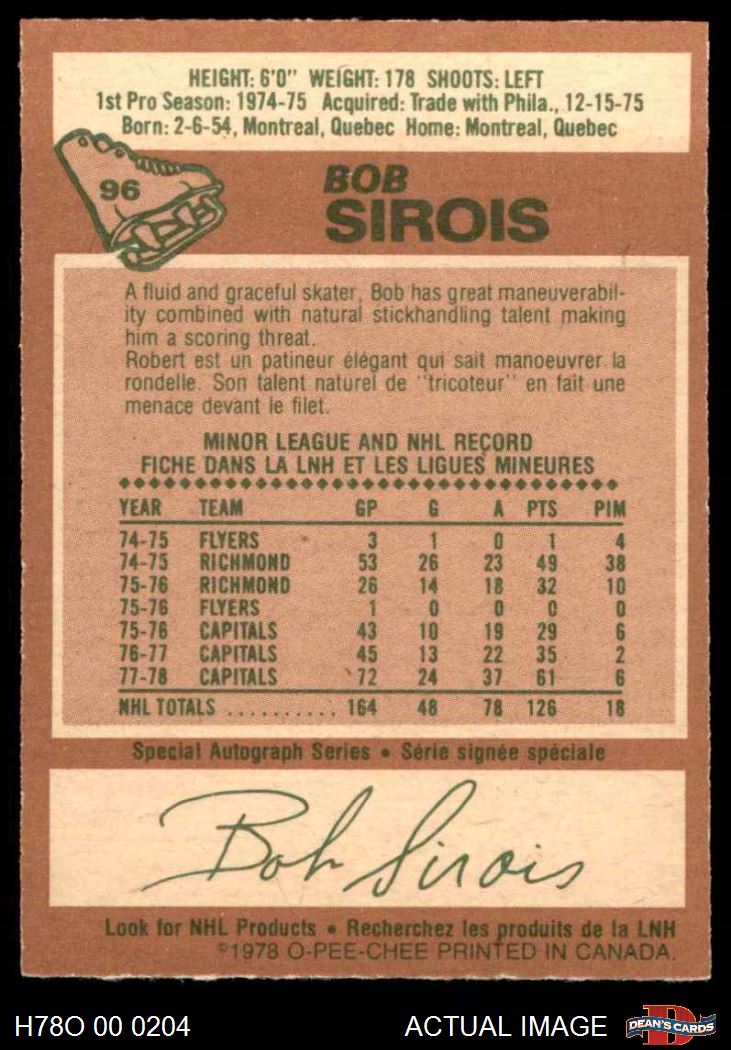 HEIGHT: 6'0" WEIGHT: 178 SHOOTS: LEFT
1st Pro Season: 1974-75 Acquired: Trade with Phila., 12-15-75
Born: 2-6-54, Montreal, Quebec Home: Montreal, Quebec
96
BOB
SIROIS
A fluid and graceful skater, Bob has great maneuverabil-
ity combined with natural stickhandling talent making
him a scoring threat.
Robert est un patineur élégant qui sait manoeuvrer la
rondelle. Son talent naturel de "tricoteur" en fait une
menace devant le filet.
MINOR LEAGUE AND NHL RECORD
FICHE DANS LA LNH ET LES LIGUES MINEURES
YEAR TEAM GP G A PTS PIM
74-75 FLYERS 3 1 0 1 4
74-75 RICHMOND 53 26 23 49 38
75-76 RICHMOND 26 14 18 32 10
75-76 FLYERS 1 0 0 0 0
75-76 CAPITALS 43 10 19 29 6
76-77 CAPITALS 45 13 22 35 2
77-78 CAPITALS 72 24 37 61 6
NHL TOTALS .......... 164 48 78 126 18
Special Autograph Series • Série signée spéciale
Bob Sirois
Look for NHL Products • Recherchez les produits de la LNH
©1978 O-PEE-CHEE PRINTED IN CANADA.
H78O 00 0204 ACTUAL IMAGE D DEAN'S CARDS